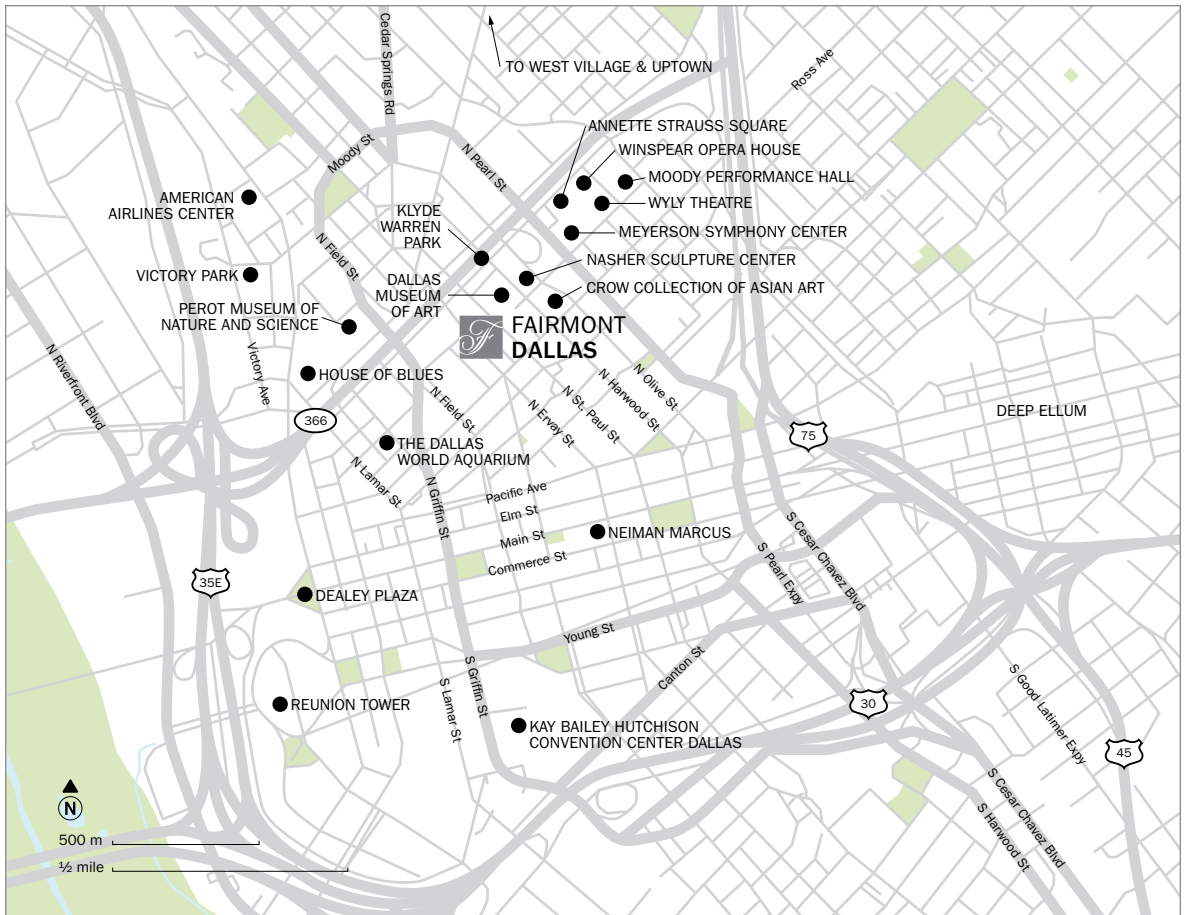 Cedar Springs Rd
TO WEST VILLAGE & UPTOWN
Ross Ave
ANNETTE STRAUSS SQUARE
Moody St
N Pearl St
WINSPEAR OPERA HOUSE
MOODY PERFORMANCE HALL
AMERICAN
AIRLINES CENTER
WYLY THEATRE
KLYDE
WARREN
PARK
MEYERSON SYMPHONY CENTER
N Field St
NASHER SCULPTURE CENTER
VICTORY PARK
DALLAS
MUSEUM
OF ART
CROW COLLECTION OF ASIAN ART
PEROT MUSEUM OF
NATURE AND SCIENCE
FAIRMONT
DALLAS
N Riverfront Blvd
Victory Ave
HOUSE OF BLUES
N Olive St
N Harwood St
N St. Paul St
N Ervay St
N Field St
366
75
DEEP ELLUM
THE DALLAS
WORLD AQUARIUM
N Lamar St
N Griffin St
Pacific Ave
Elm St
Main St
Commerce St
NEIMAN MARCUS
S Cesar Chavez Blvd
S Pearl Expy
35E
DEALEY PLAZA
Young St
Canton St
S Griffin St
S Lamar St
REUNION TOWER
30
S Good Latimer Expy
KAY BAILEY HUTCHISON
CONVENTION CENTER DALLAS
45
S Cesar Chavez Blvd
S Harwood St
N
500 m
½ mile